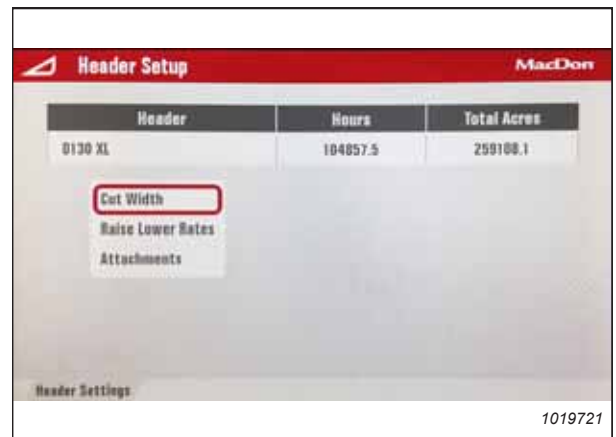 Header Setup MacDon
Header Hours Total Acres
D130 XL 104857.5 259108.1
Cut Width
Raise Lower Rates
Attachments
Header Settings
1019721